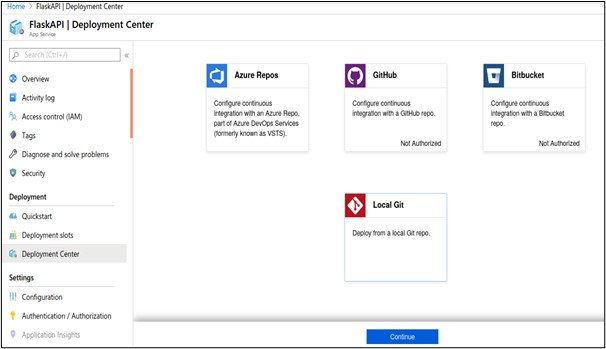 Home > FlaskAPI | Deployment Center
FlaskAPI | Deployment Center
App Service
Search (Ctrl+/)
«
Overview
Activity log
Access control (IAM)
Tags
Diagnose and solve problems
Security
Deployment
Quickstart
Deployment slots
Deployment Center
Settings
Configuration
Authentication / Authorization
Application Insights
Azure Repos
Configure continuous
integration with an Azure Repo,
part of Azure DevOps Services
(formerly known as VSTS).
GitHub
Configure continuous
integration with a GitHub repo.
Not Authorized
Bitbucket
Configure continuous
integration with a Bitbucket
repo.
Not Authorized
Local Git
Deploy from a local Git repo.
Continue